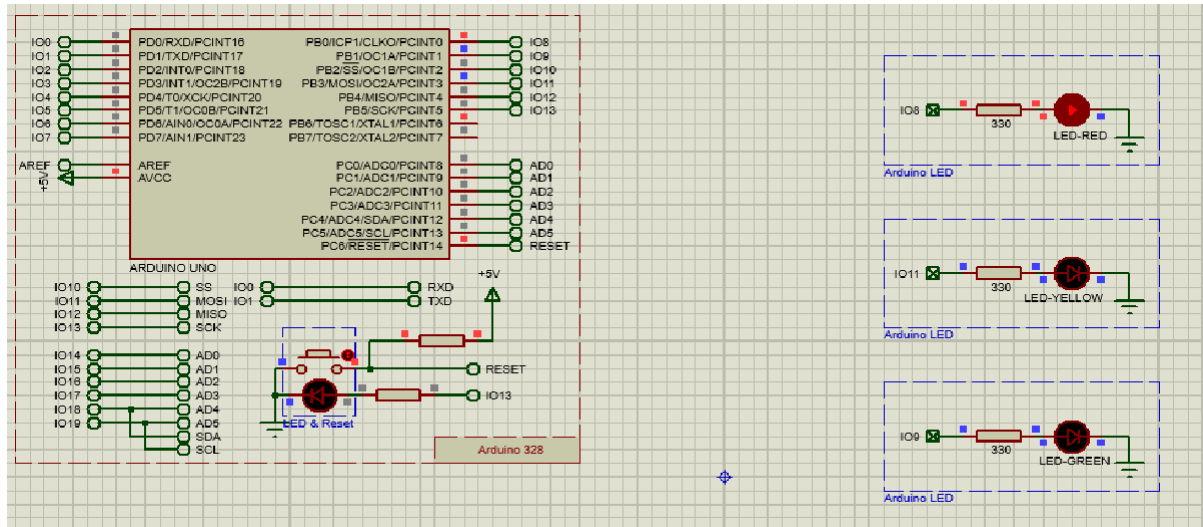 IO0 PD0/RXD/PCINT16 PB0/ICP1/CLKO/PCINT0 IO8
IO1 PD1/TXD/PCINT17 PB1/OC1A/PCINT1 IO9
IO2 PD2/INT0/PCINT18 PB2/SS/OC1B/PCINT2 IO10
IO3 PD3/INT1/OC2B/PCINT19 PB3/MOSI/OC2A/PCINT3 IO11
IO4 PD4/T0/XCK/PCINT20 PB4/MISO/PCINT4 IO12
IO5 PD5/T1/OC0B/PCINT21 PB5/SCK/PCINT5 IO13
IO6 PD6/AIN0/OC0A/PCINT22 PB6/TOSC1/XTAL1/PCINT6
IO7 PD7/AIN1/PCINT23 PB7/TOSC2/XTAL2/PCINT7
AREF AREF PC0/ADC0/PCINT8 AD0
+5V AVCC PC1/ADC1/PCINT9 AD1
PC2/ADC2/PCINT10 AD2
PC3/ADC3/PCINT11 AD3
PC4/ADC4/SDA/PCINT12 AD4
PC5/ADC5/SCL/PCINT13 AD5
PC6/RESET/PCINT14 RESET
ARDUINO UNO
IO10 SS IO0 RXD
IO11 MOSI IO1 TXD
IO12 MISO
IO13 SCK
+5V
IO14 AD0
IO15 AD1
IO16 AD2
IO17 AD3
IO18 AD4
IO19 AD5
SDA
SCL
RESET
IO13
LED & Reset
Arduino 328
IO8
330
LED-RED
Arduino LED
IO11
330
LED-YELLOW
Arduino LED
IO9
330
LED-GREEN
Arduino LED